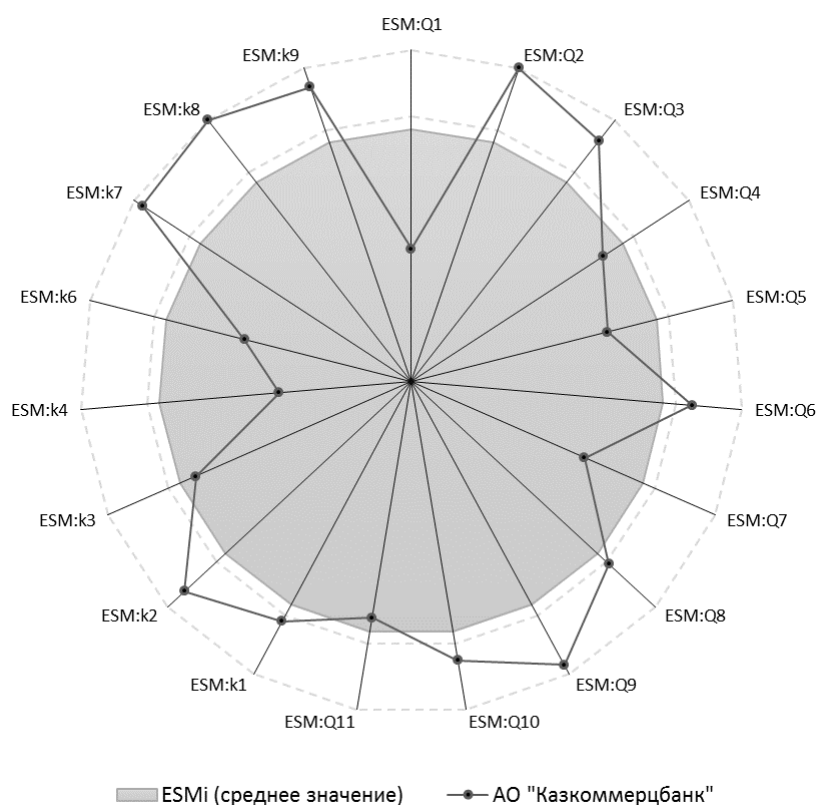 ESM:Q1
ESM:Q2
ESM:Q3
ESM:Q4
ESM:Q5
ESM:Q6
ESM:Q7
ESM:Q8
ESM:Q9
ESM:Q10
ESM:Q11
ESM:k1
ESM:k2
ESM:k3
ESM:k4
ESM:k6
ESM:k7
ESM:k8
ESM:k9
ESMi (среднее значение)
АО "Казкоммерцбанк"